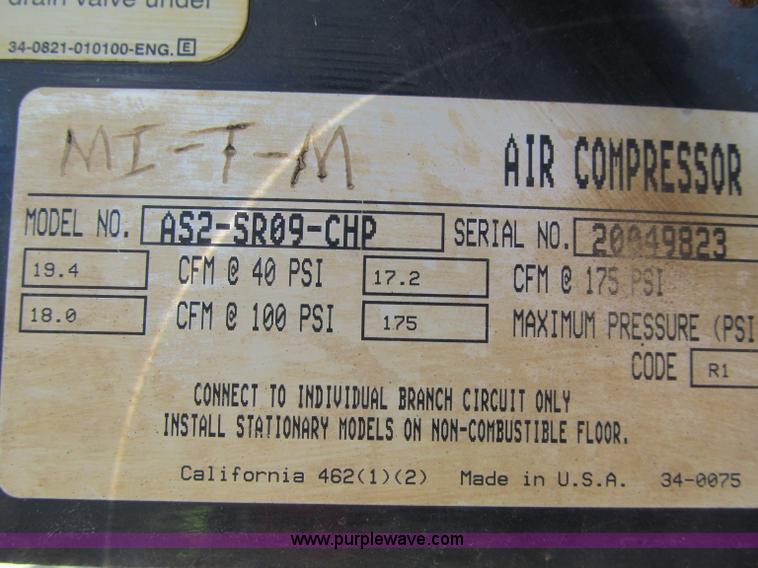 drain valve under
34-0821-010100-ENG. E
MI-T-M AIR COMPRESSOR
MODEL NO. AS2-SR09-CHP SERIAL NO. 20049823
19.4 CFM @ 40 PSI 17.2 CFM @ 175 PSI
18.0 CFM @ 100 PSI 175 MAXIMUM PRESSURE (PSI
CODE R1
CONNECT TO INDIVIDUAL BRANCH CIRCUIT ONLY
INSTALL STATIONARY MODELS ON NON-COMBUSTIBLE FLOOR.
California 462(1)(2) Made in U.S.A. 34-0075
www.purplewave.com